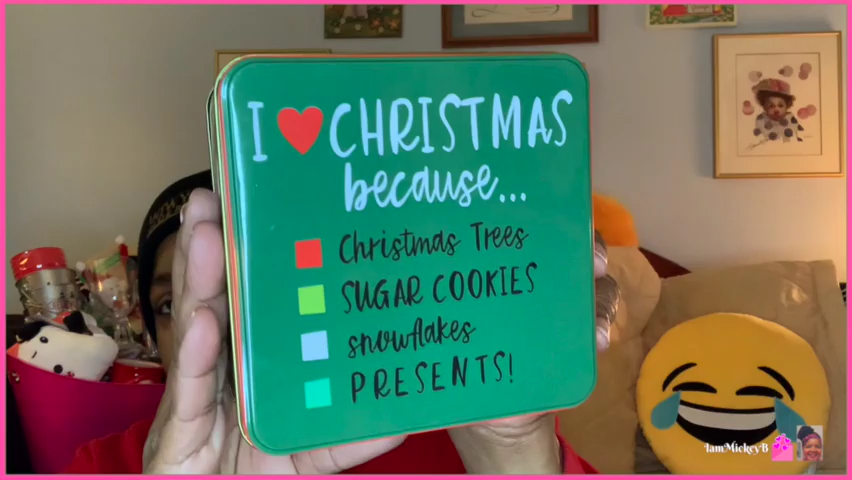 I ❤ CHRISTMAS
because...
Christmas Trees
SUGAR COOKIES
snowflakes
PRESENTS!
IamMickeyB